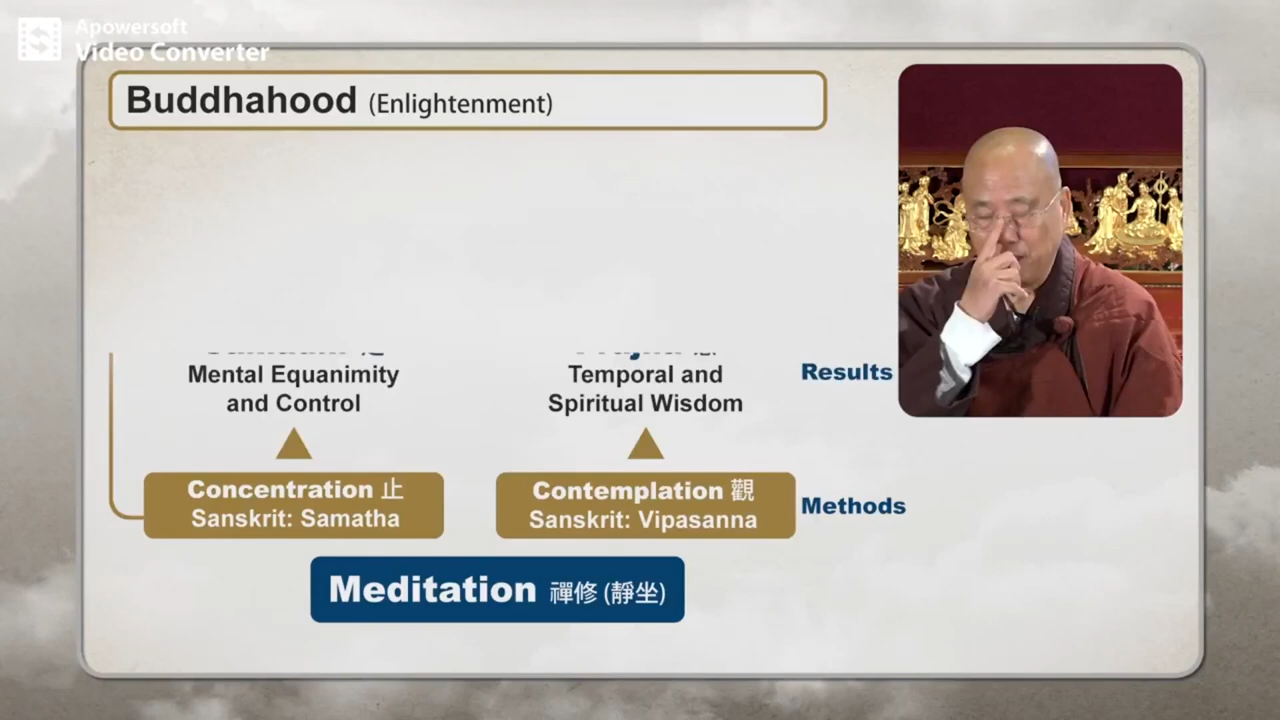 Apowersoft
Video Converter
Buddhahood (Enlightenment)
Mental Equanimity
and Control
Temporal and
Spiritual Wisdom
Results
Concentration 止
Sanskrit: Samatha
Contemplation 觀
Sanskrit: Vipasanna
Methods
Meditation 禪修 (靜坐)